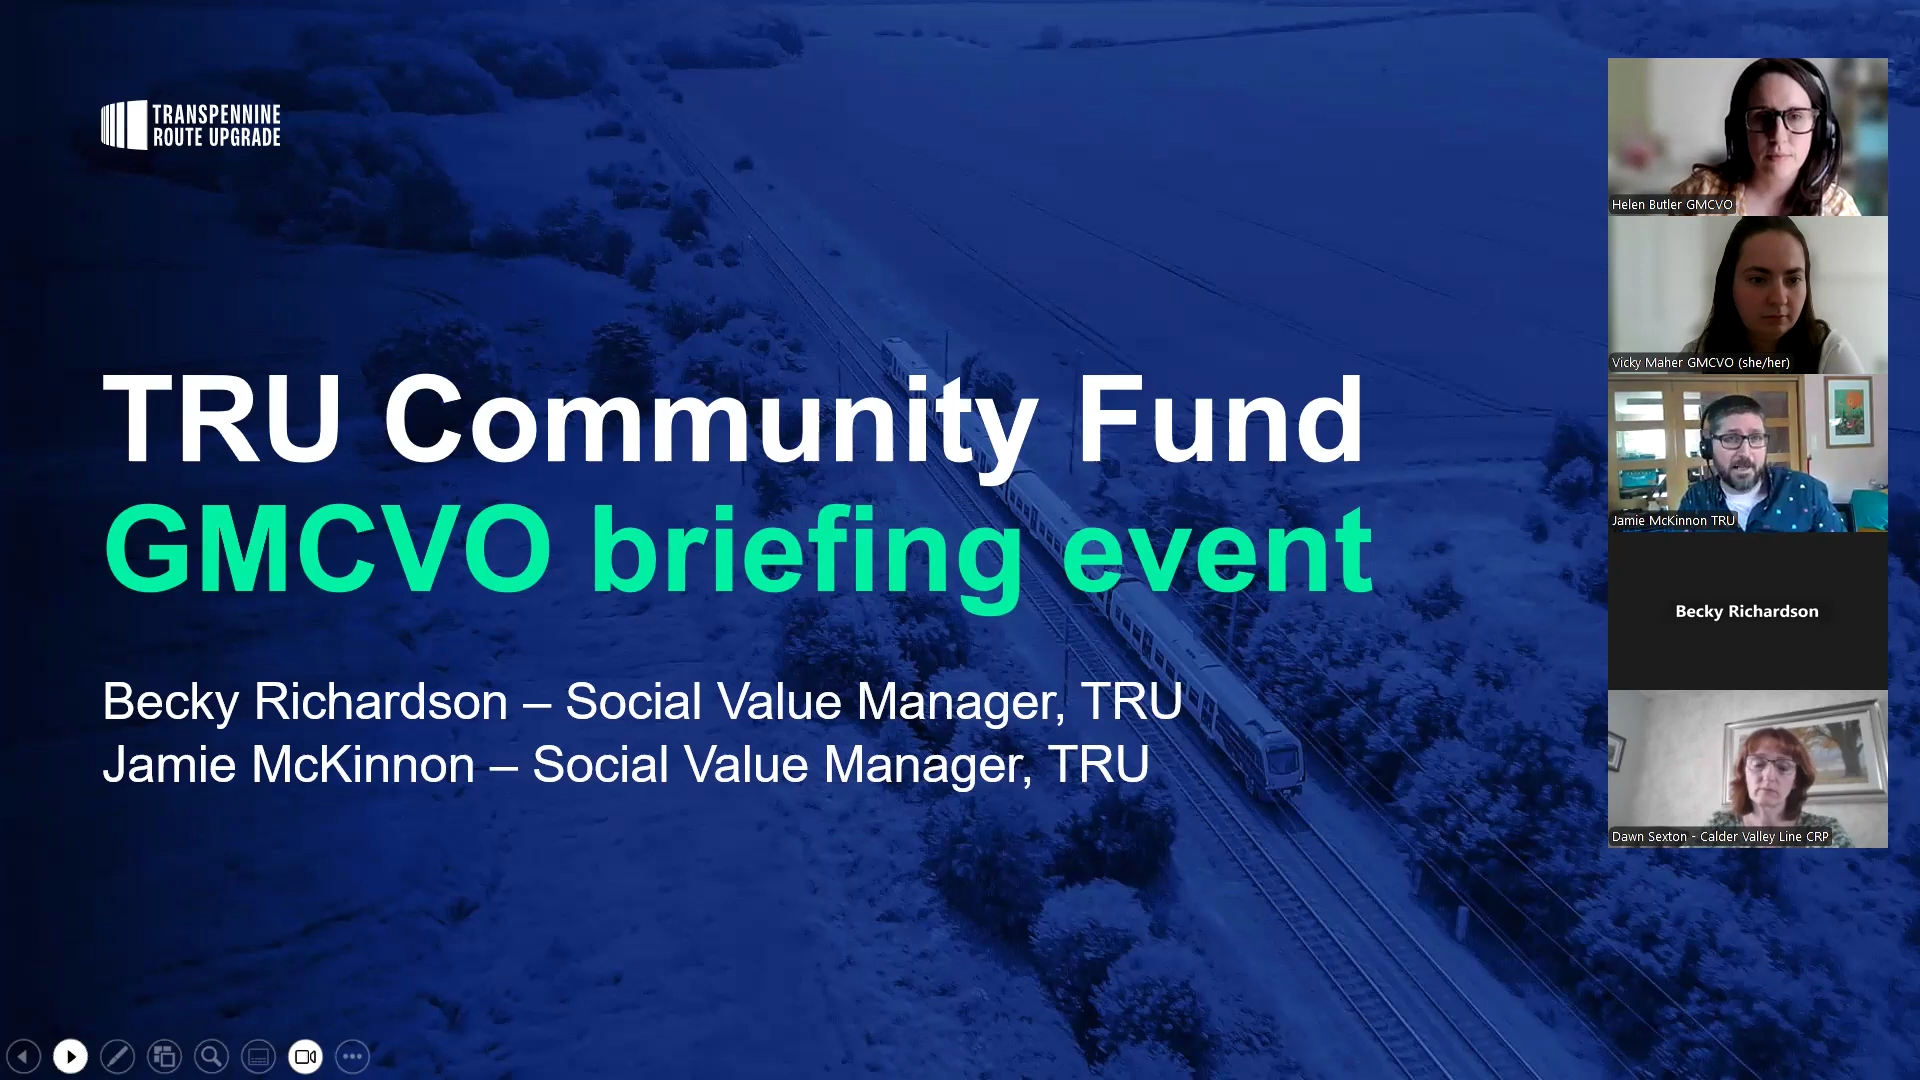 TRANSPENNINE
ROUTE UPGRADE
TRU Community Fund
GMCVO briefing event
Becky Richardson – Social Value Manager, TRU
Jamie McKinnon – Social Value Manager, TRU
Helen Butler GMCVO
Vicky Maher GMCVO (she/her)
Jamie McKinnon TRU
Becky Richardson
Dawn Sexton - Calder Valley Line CRP